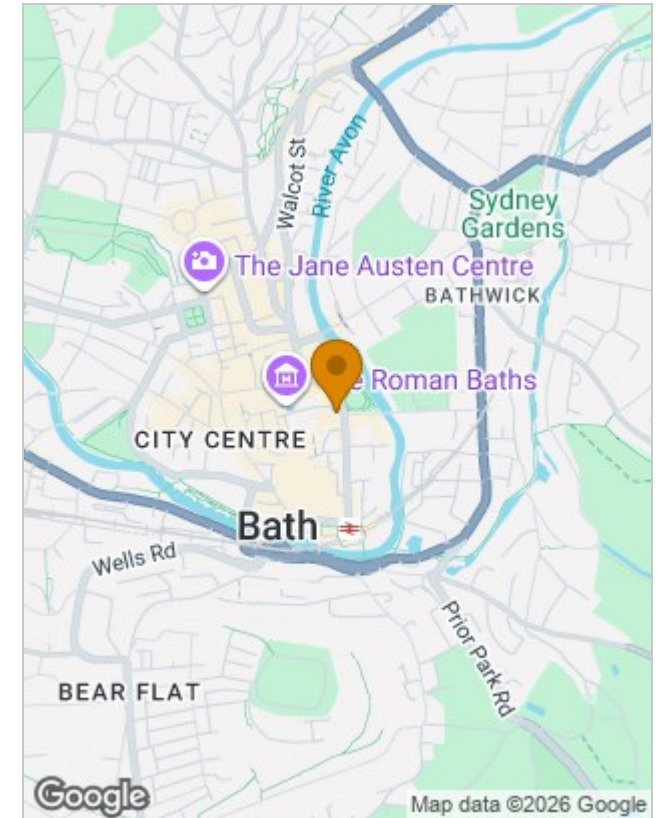 Walcot St
River Avon
Sydney
Gardens
The Jane Austen Centre
BATHWICK
e Roman Baths
CITY CENTRE
Bath
Wells Rd
Prior Park Rd
BEAR FLAT
Google
Map data ©2026 Google